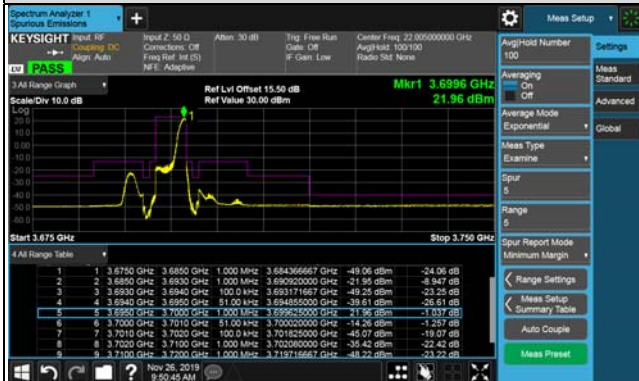 Spectrum Analyzer 1
Spurious Emissions
Meas Setup
KEYSIGHT
Input: RF
Coupling: DC
Align: Auto
Input Z: 50 Ω
Corrections: Off
Freq Ref: Int (S)
NFE: Adaptive
Atten: 30 dB
Trig: Free Run
Gate: Off
IF Gain: Low
Center Freq: 22.005000000 GHz
Avg|Hold: 100/100
Radio Std: None
PASS
3 All Range Graph
Scale/Div 10.0 dB
Ref Lvl Offset 15.50 dB
Ref Value 30.00 dBm
Mkr1 3.6996 GHz
21.96 dBm
Log
1
Start 3.675 GHz
Stop 3.750 GHz
4 All Range Table
1 1 3.6750 GHz 3.6850 GHz 1.000 MHz 3.684366667 GHz -49.06 dBm -24.06 dB
2 2 3.6850 GHz 3.6930 GHz 1.000 MHz 3.690920000 GHz -21.95 dBm -8.947 dB
3 3 3.6930 GHz 3.6940 GHz 100.0 kHz 3.693171667 GHz -49.25 dBm -23.25 dB
4 4 3.6940 GHz 3.6950 GHz 51.00 kHz 3.694855000 GHz -39.61 dBm -26.61 dB
5 5 3.6950 GHz 3.7000 GHz 1.000 MHz 3.699625000 GHz 21.96 dBm -1.037 dB
6 6 3.7000 GHz 3.7010 GHz 51.00 kHz 3.700020000 GHz -14.26 dBm -1.257 dB
7 7 3.7010 GHz 3.7020 GHz 100.0 kHz 3.701825000 GHz -45.07 dBm -19.07 dB
8 8 3.7020 GHz 3.7100 GHz 1.000 MHz 3.702080000 GHz -35.42 dBm -22.42 dB
9 9 3.7100 GHz 3.7200 GHz 1.000 MHz 3.719716667 GHz -48.22 dBm -23.22 dB
Nov 26, 2019
9:50:45 AM
Avg|Hold Number
100
Averaging
On
Off
Average Mode
Exponential
Meas Type
Examine
Spur
5
Range
5
Spur Report Mode
Minimum Margin
Range Settings
Meas Setup
Summary Table
Auto Couple
Meas Preset
Settings
Meas
Standard
Advanced
Global